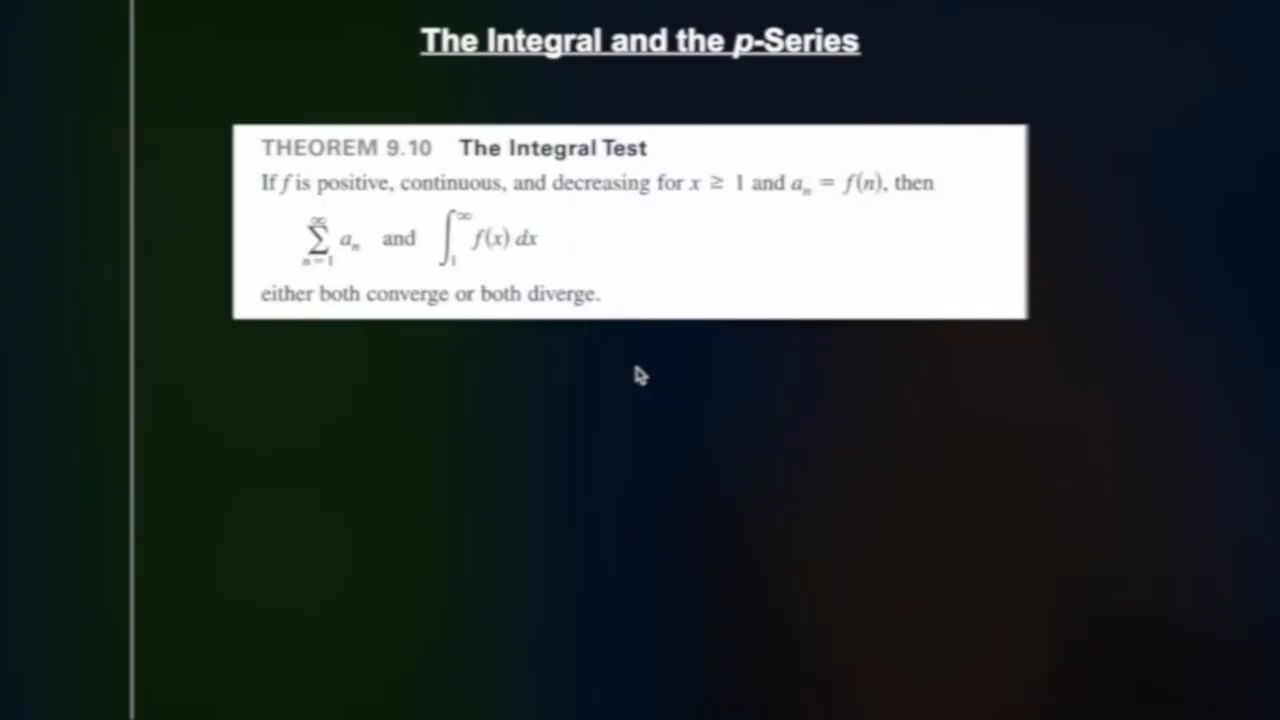 The Integral and the p-Series
THEOREM 9.10 The Integral Test
If f is positive, continuous, and decreasing for x ≥ 1 and aₙ = f(n), then
∞∑n=1 aₙ and ∫₁^∞ f(x) dx
either both converge or both diverge.